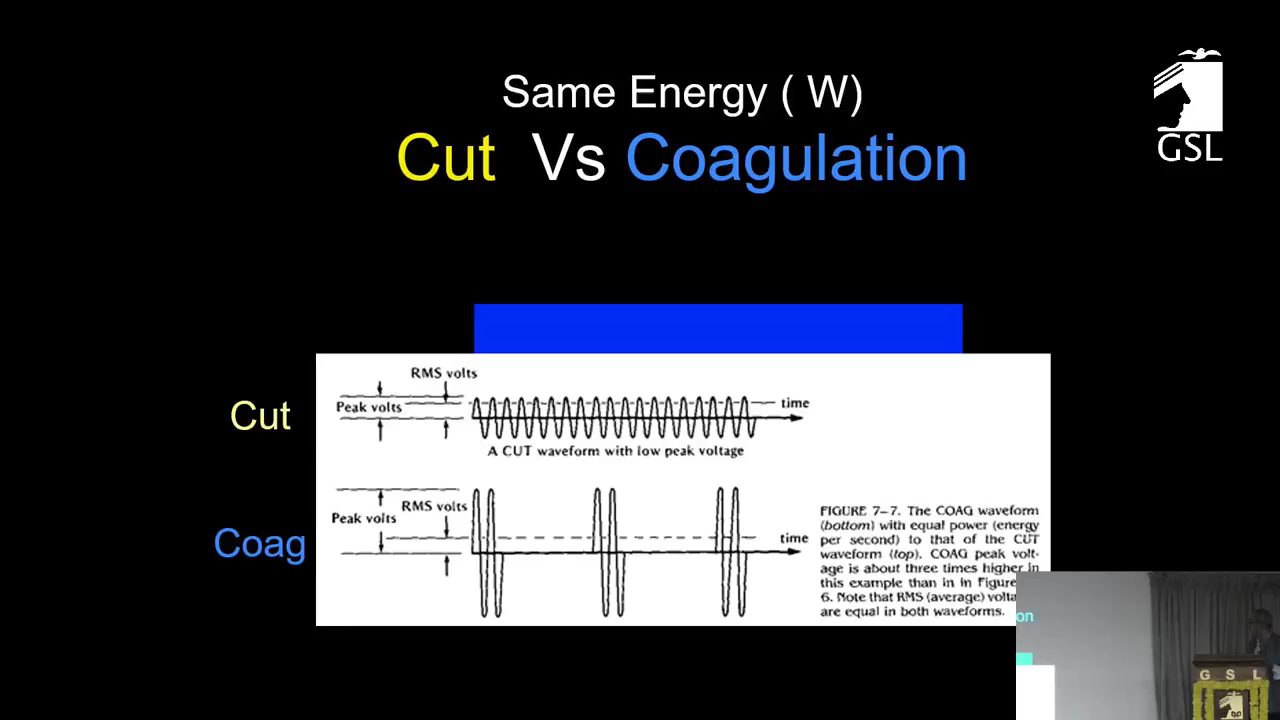 Same Energy ( W)
Cut Vs Coagulation
GSL
RMS volts
Peak volts
time
Cut
A CUT waveform with low peak voltage
RMS volts
Peak volts
time
Coag
FIGURE 7-7. The COAG waveform
(bottom) with equal power (energy
per second) to that of the CUT
waveform (top). COAG peak volt-
age is about three times higher in
this example than in in Figure
6. Note that RMS (average) volta
are equal in both waveforms.
on
G S L